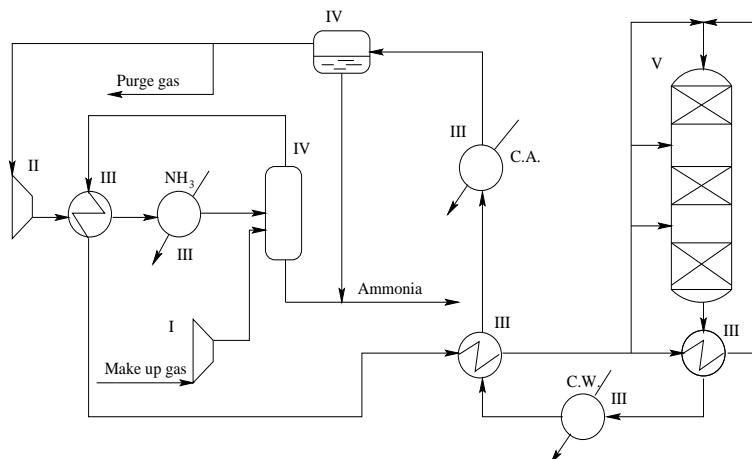 IV
Purge gas
V
II
III
NH3
IV
III
C.A.
III
Ammonia
I
Make up gas
III
III
C.W.
III